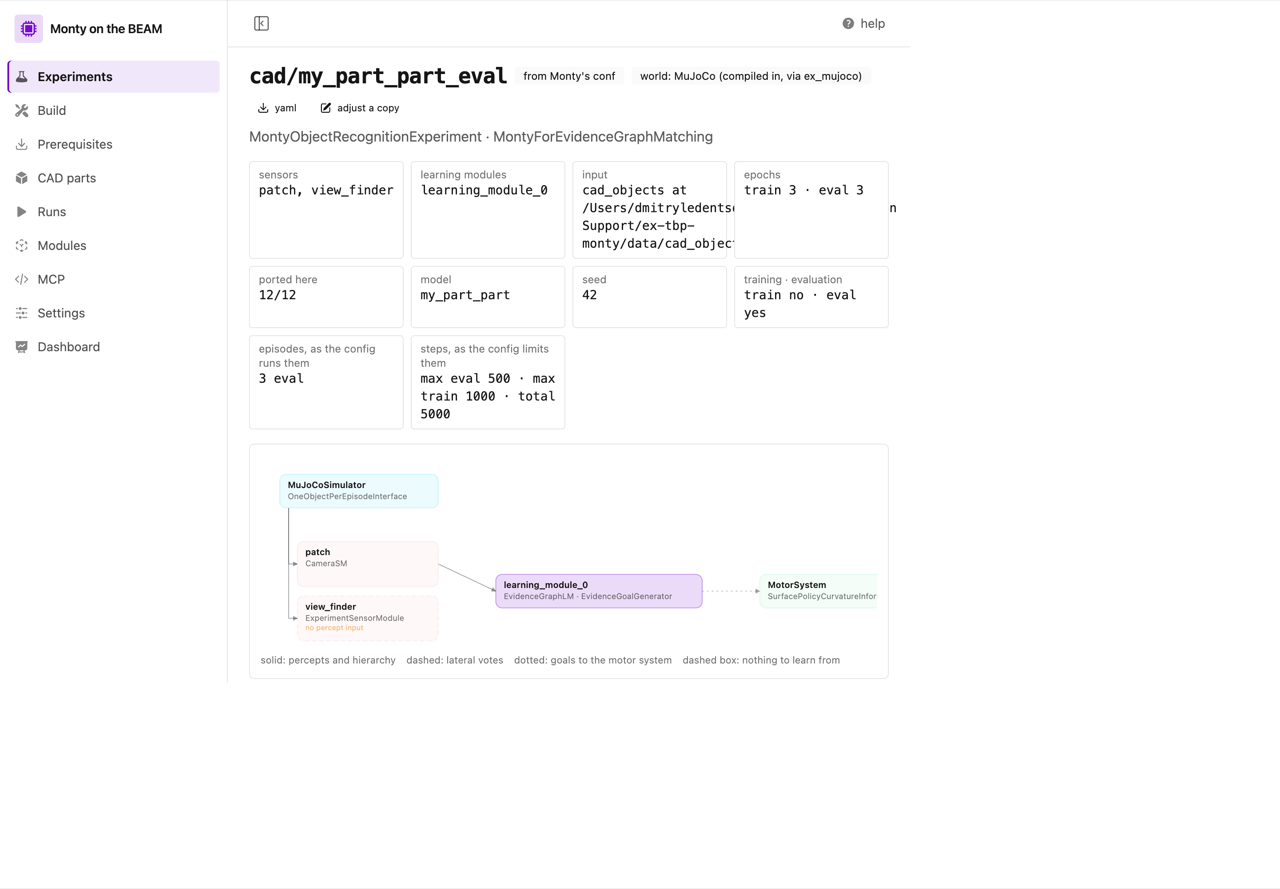 Monty on the BEAM
help
Experiments
Build
Prerequisites
CAD parts
Runs
Modules
MCP
Settings
Dashboard
cad/my_part_part_eval from Monty's conf world: MuJoCo (compiled in, via ex_mujoco)
yaml adjust a copy
MontyObjectRecognitionExperiment · MontyForEvidenceGraphMatching
sensors
patch, view_finder
learning modules
learning_module_0
input
cad_objects at
/Users/dmitryledents
Support/ex-tbp-
monty/data/cad_object
epochs
train 3 · eval 3
ported here
12/12
model
my_part_part
seed
42
training · evaluation
train no · eval
yes
episodes, as the config
runs them
3 eval
steps, as the config limits
them
max eval 500 · max
train 1000 · total
5000
MuJoCoSimulator
OneObjectPerEpisodeInterface
patch
CameraSM
view_finder
ExperimentSensorModule
no percept input
learning_module_0
EvidenceGraphLM · EvidenceGoalGenerator
MotorSystem
SurfacePolicyCurvatureInfor
solid: percepts and hierarchy dashed: lateral votes dotted: goals to the motor system dashed box: nothing to learn from